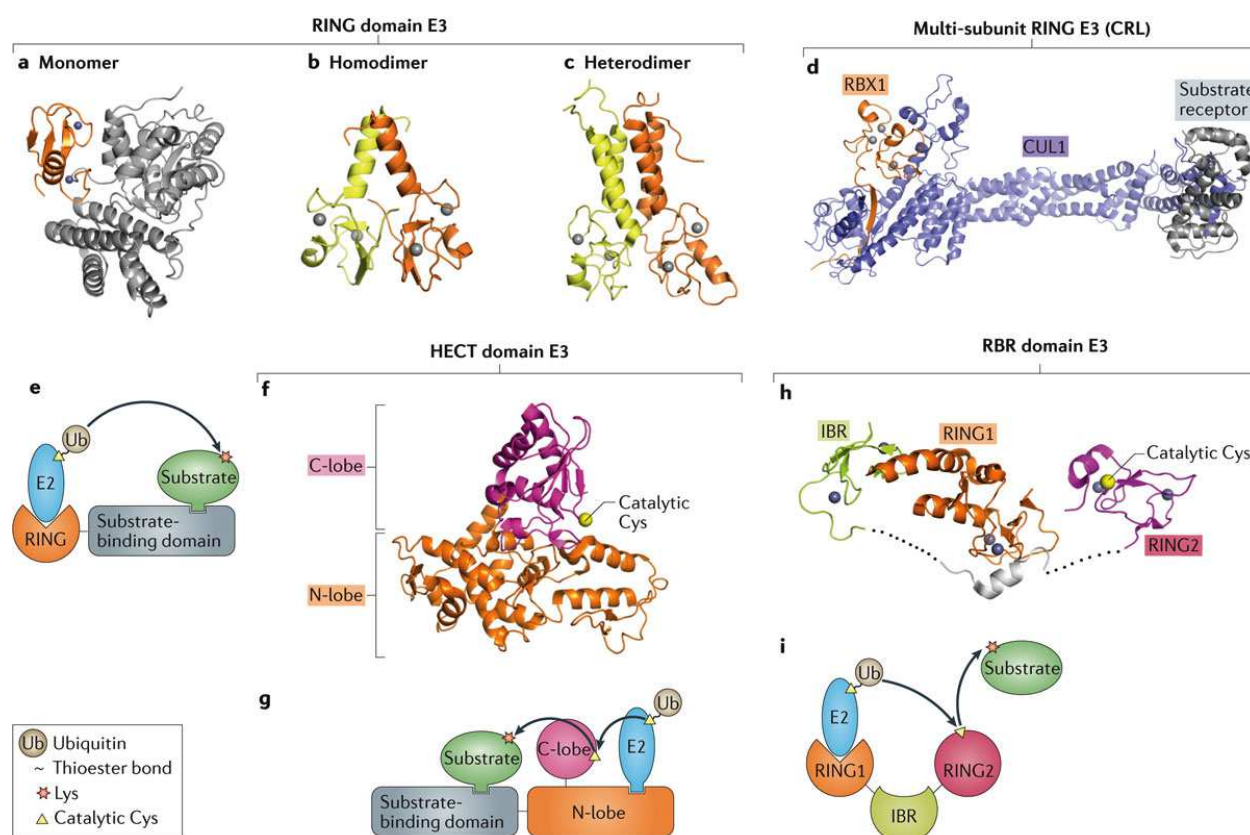 RING domain E3
Multi-subunit RING E3 (CRL)
a Monomer
b Homodimer
c Heterodimer
d
RBX1
CUL1
Substrate
receptor
HECT domain E3
RBR domain E3
e
Ub
E2
Substrate
RING
Substrate-
binding domain
f
C-lobe
N-lobe
Catalytic
Cys
h
IBR
RING1
Catalytic Cys
RING2
g
Ub
Substrate
C-lobe
E2
Substrate-
binding domain
N-lobe
i
Ub
Substrate
E2
RING1
RING2
IBR
Ub Ubiquitin
~ Thioester bond
Lys
Catalytic Cys